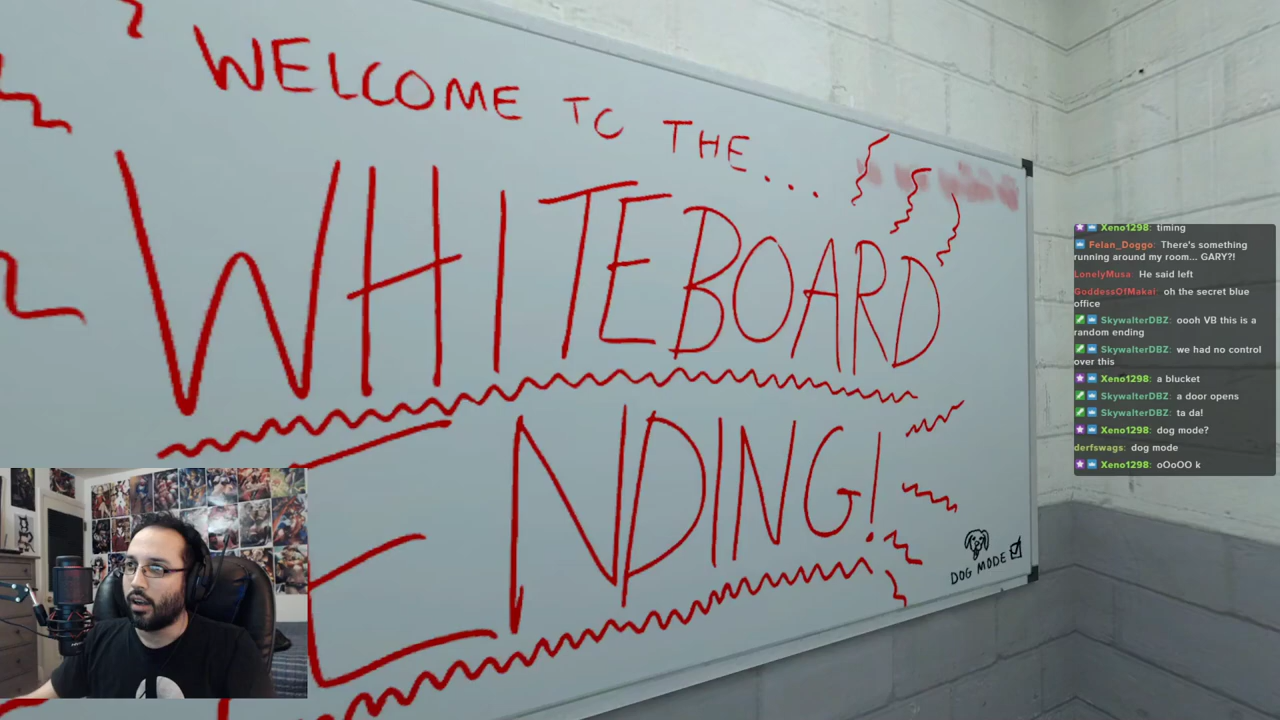 WELCOME TO THE...
WHITEBOARD
ENDING!
DOG MODE
Xeno1298: timing
Felan_Doggo: There's something
running around my room... GARY?!
LonelyMusa: He said left
GoddessOfMakai: oh the secret blue
office
SkywalterDBZ: oooh VB this is a
random ending
SkywalterDBZ: we had no control
over this
Xeno1298: a blucket
SkywalterDBZ: a door opens
SkywalterDBZ: ta da!
Xeno1298: dog mode?
derfswags: dog mode
Xeno1298: oOoOO k